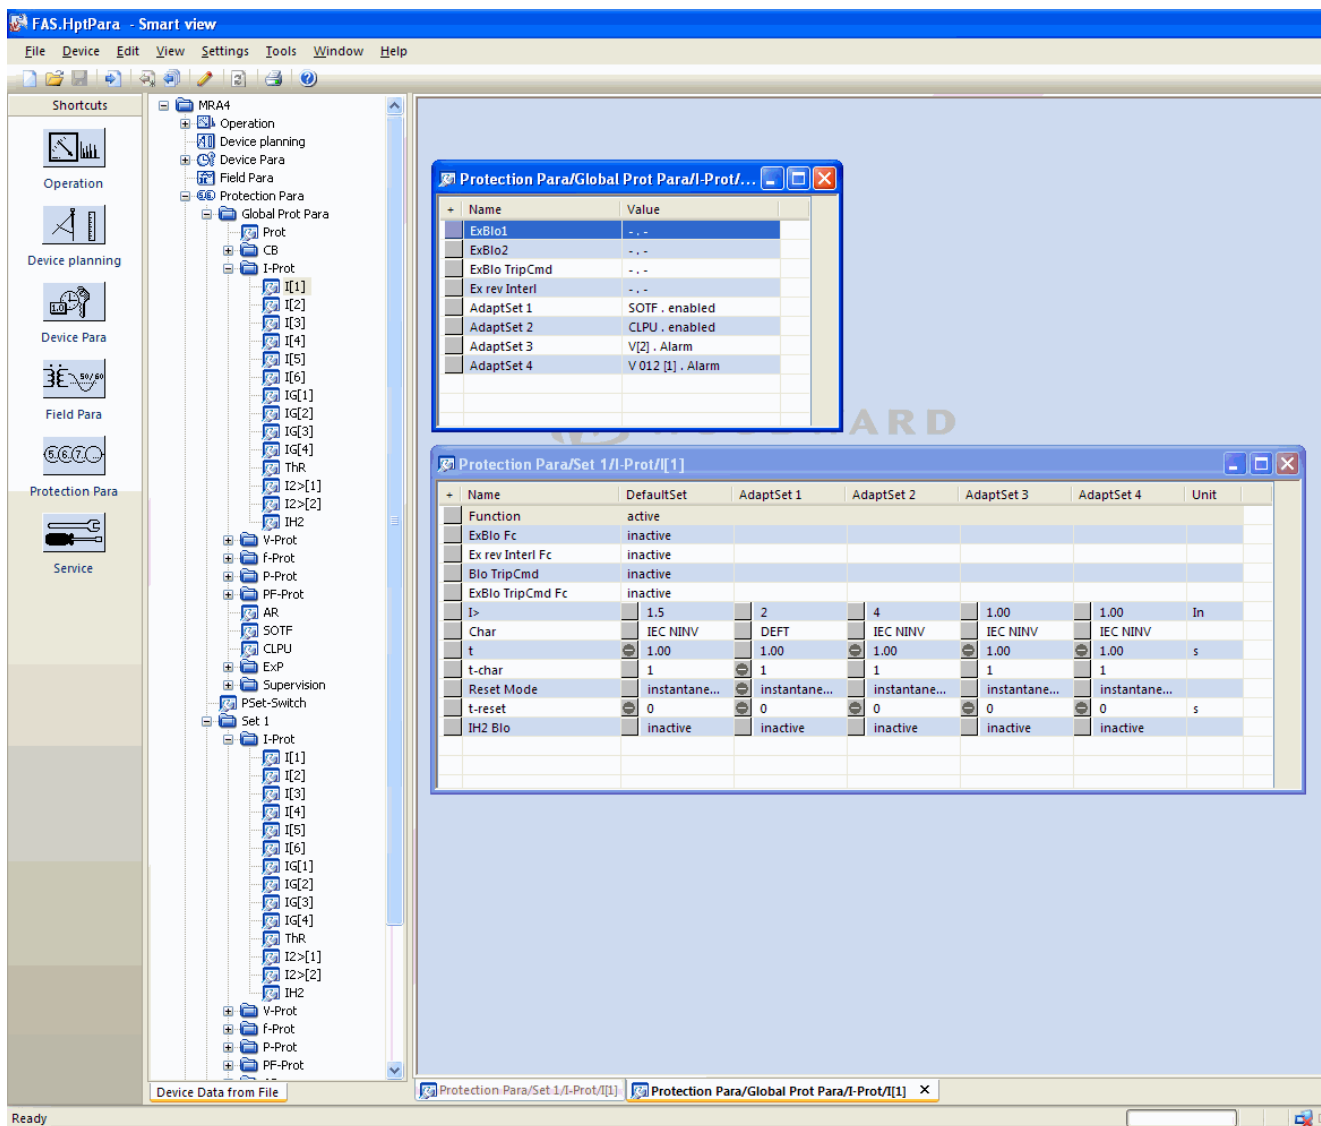 FAS.HptPara - Smart view
File Device Edit View Settings Tools Window Help
Shortcuts
Operation
Device planning
Device Para
Field Para
Protection Para
Service
MRA4
Operation
Device planning
Device Para
Field Para
Protection Para
Global Prot Para
Prot
CB
I-Prot
I[1]
I[2]
I[3]
I[4]
I[5]
I[6]
IG[1]
IG[2]
IG[3]
IG[4]
ThR
I2>[1]
I2>[2]
IH2
V-Prot
f-Prot
P-Prot
PF-Prot
AR
SOTF
CLPU
ExP
Supervision
PSet-Switch
Set 1
I-Prot
I[1]
I[2]
I[3]
I[4]
I[5]
I[6]
IG[1]
IG[2]
IG[3]
IG[4]
ThR
I2>[1]
I2>[2]
IH2
V-Prot
f-Prot
P-Prot
PF-Prot
Device Data from File
Protection Para/Global Prot Para/I-Prot/...
+ Name Value
ExBlo1 - . -
ExBlo2 - . -
ExBlo TripCmd - . -
Ex rev Interl - . -
AdaptSet 1 SOTF . enabled
AdaptSet 2 CLPU . enabled
AdaptSet 3 V[2] . Alarm
AdaptSet 4 V 012 [1] . Alarm
ARD
Protection Para/Set 1/I-Prot/I[1]
+ Name DefaultSet AdaptSet 1 AdaptSet 2 AdaptSet 3 AdaptSet 4 Unit
Function active
ExBlo Fc inactive
Ex rev Interl Fc inactive
Blo TripCmd inactive
ExBlo TripCmd Fc inactive
I> 1.5 2 4 1.00 1.00 In
Char IEC NINV DEFT IEC NINV IEC NINV IEC NINV
t 1.00 1.00 1.00 1.00 1.00 s
t-char 1 1 1 1 1
Reset Mode instantane... instantane... instantane... instantane... instantane...
t-reset 0 0 0 0 0 s
IH2 Blo inactive inactive inactive inactive inactive
Protection Para/Set 1/I-Prot/I[1] Protection Para/Global Prot Para/I-Prot/I[1]
Ready